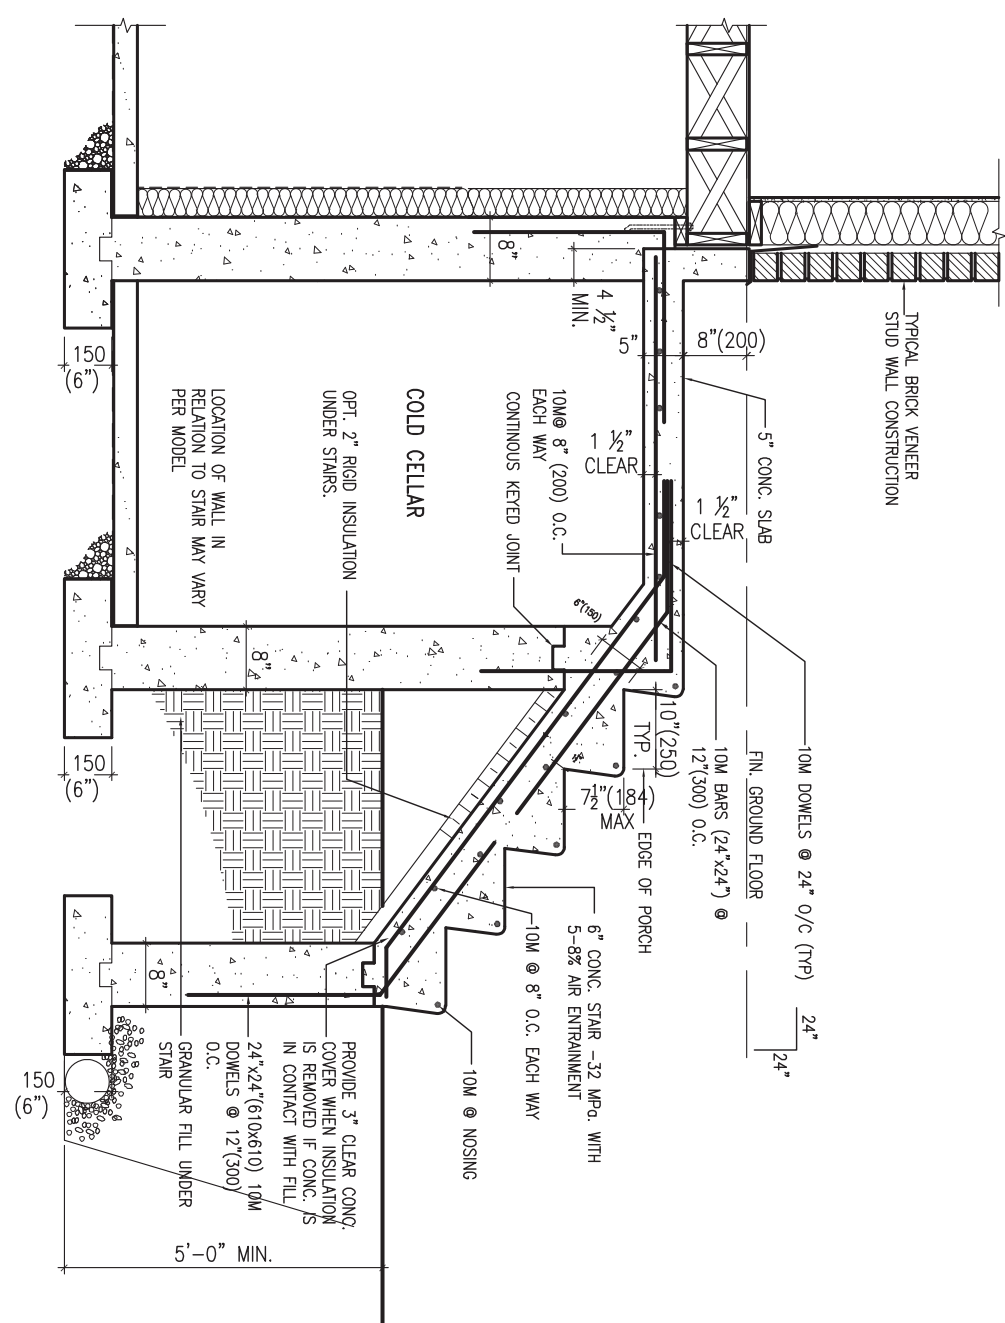 TYPICAL BRICK VENEER
STUD WALL CONSTRUCTION
8"(200)
5" CONC. SLAB
FIN. GROUND FLOOR
10M DOWELS @ 24" O/C (TYP)
24"
24"
10M BARS (24"x24") @
12"(300) O.C.
1 ½"
CLEAR
1 ½"
CLEAR
5"
8"
4 ½"
MIN.
10M@ 8" (200) O.C.
EACH WAY
CONTINOUS KEYED JOINT
6"(150)
10"(250)
TYP.
7½"(184)
MAX
EDGE OF PORCH
6" CONC. STAIR -32 MPa. WITH
5-8% AIR ENTRAINMENT
10M @ 8" O.C. EACH WAY
10M @ NOSING
COLD CELLAR
OPT. 2" RIGID INSULATION
UNDER STAIRS.
LOCATION OF WALL IN
RELATION TO STAIR MAY VARY
PER MODEL
8"
8"
PROVIDE 3" CLEAR CONC.
COVER WHEN INSULATION
IS REMOVED IF CONC. IS
IN CONTACT WITH FILL
24"x24"(610x610) 10M
DOWELS @ 12"(300)
O.C.
GRANULAR FILL UNDER
STAIR
150
(6")
150
(6")
150
(6")
5'-0" MIN.